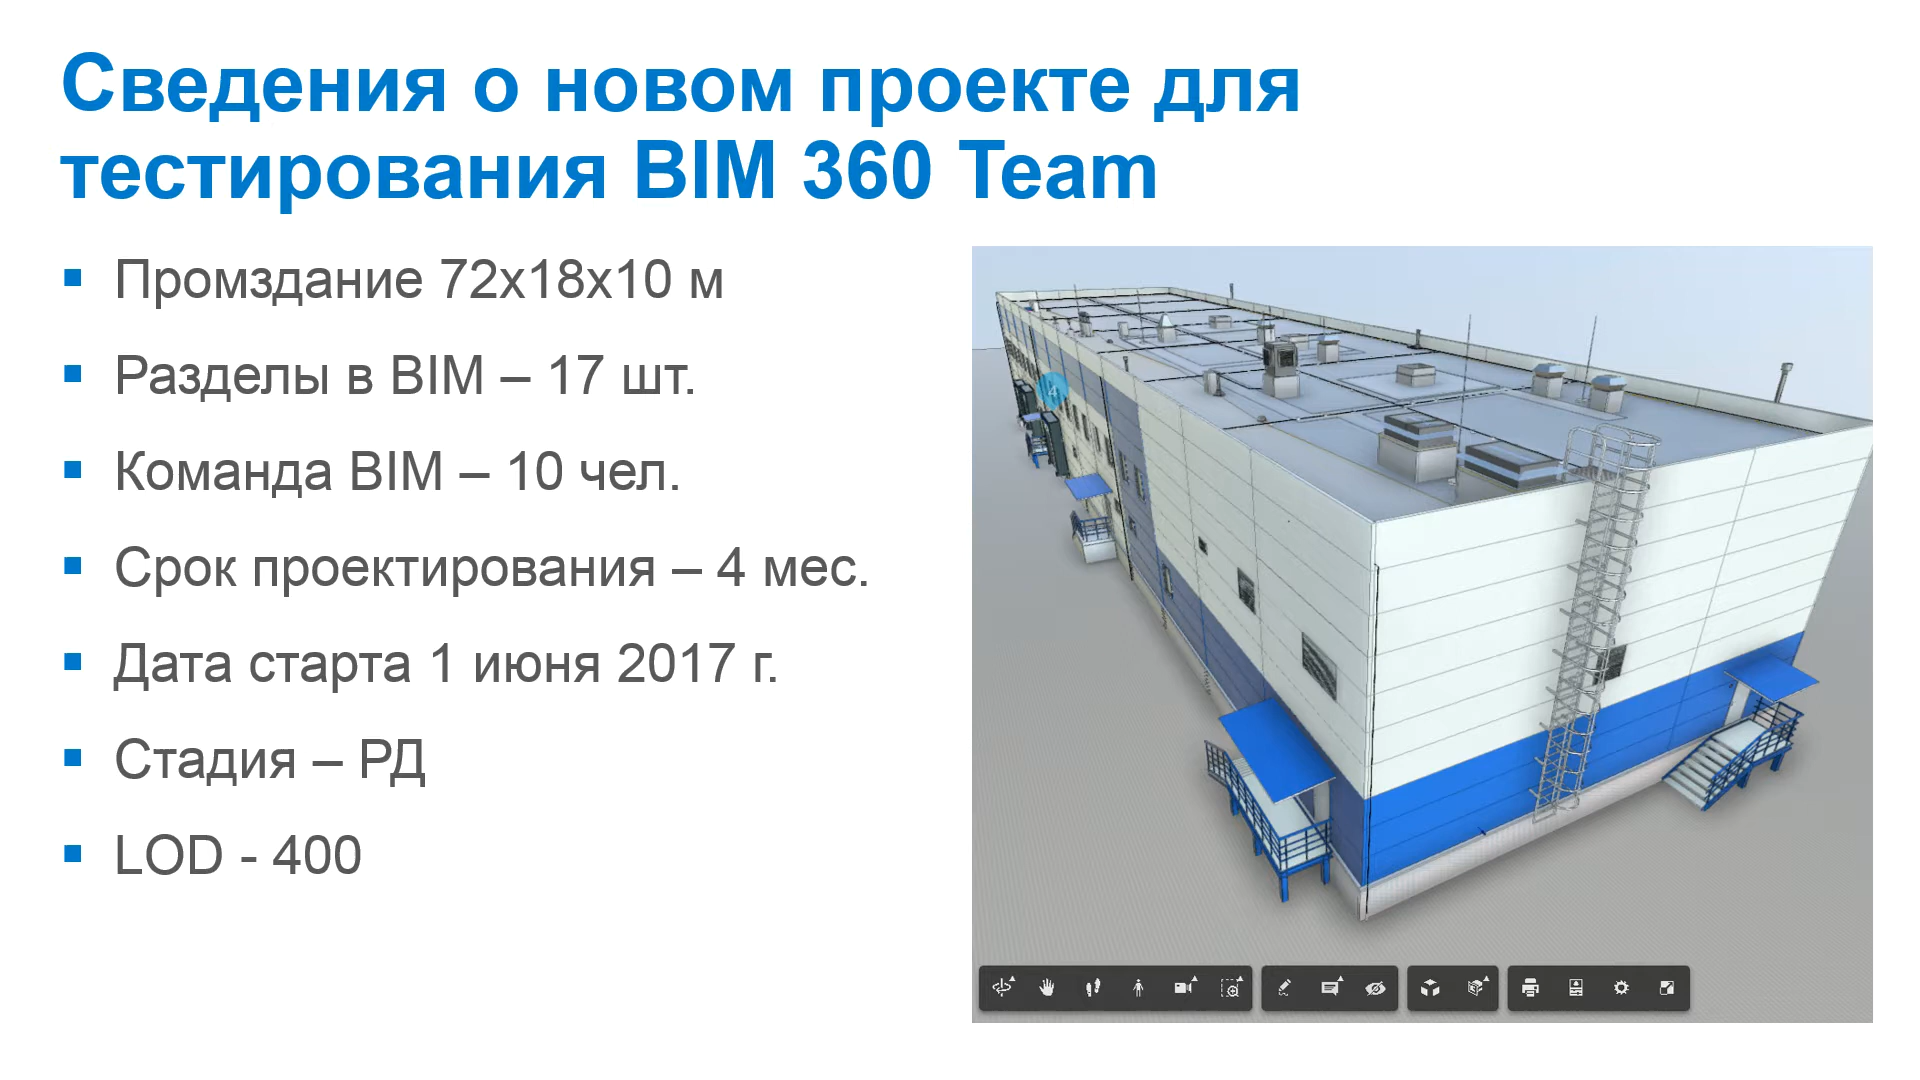 Сведения о новом проекте для
тестирования BIM 360 Team
Промздание 72х18х10 м
Разделы в BIM – 17 шт.
Команда BIM – 10 чел.
Срок проектирования – 4 мес.
Дата старта 1 июня 2017 г.
Стадия – РД
LOD - 400
4